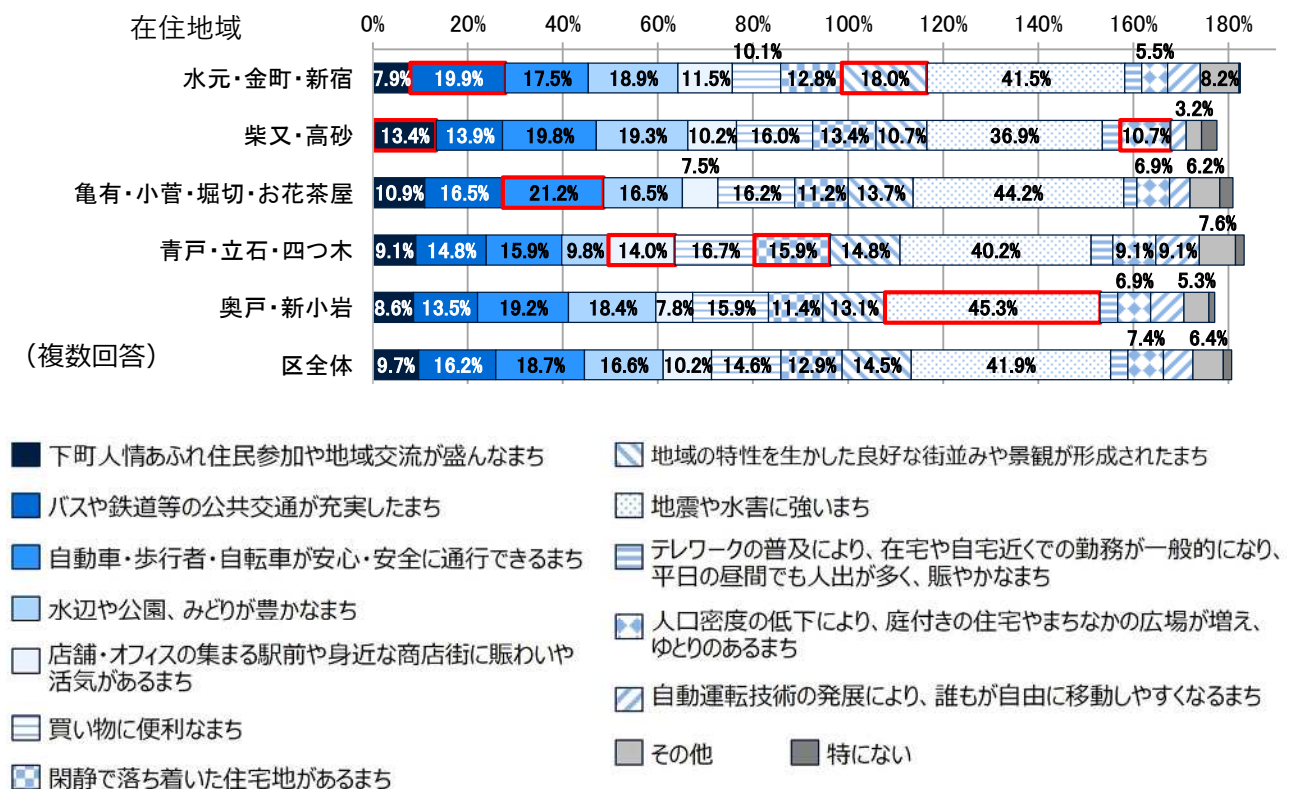 在住地域
0% 20% 40% 60% 80% 100% 120% 140% 160% 180%
10.1% 5.5%
水元・金町・新宿 7.9% 19.9% 17.5% 18.9% 11.5% 12.8% 18.0% 41.5% 8.2%
3.2%
柴又・高砂 13.4% 13.9% 19.8% 19.3% 10.2% 16.0% 13.4% 10.7% 36.9% 10.7%
7.5% 6.9% 6.2%
亀有・小菅・堀切・お花茶屋 10.9% 16.5% 21.2% 16.5% 16.2% 11.2% 13.7% 44.2%
7.6%
青戸・立石・四つ木 9.1% 14.8% 15.9% 9.8% 14.0% 16.7% 15.9% 14.8% 40.2% 9.1% 9.1%
6.9% 5.3%
奥戸・新小岩 8.6% 13.5% 19.2% 18.4% 7.8% 15.9% 11.4% 13.1% 45.3%
7.4% 6.4%
（複数回答）
区全体 9.7% 16.2% 18.7% 16.6% 10.2% 14.6% 12.9% 14.5% 41.9%
下町人情あふれ住民参加や地域交流が盛んなまち
バスや鉄道等の公共交通が充実したまち
自動車・歩行者・自転車が安心・安全に通行できるまち
水辺や公園、みどりが豊かなまち
店舗・オフィスの集まる駅前や身近な商店街に賑わいや
活気があるまち
買い物に便利なまち
閑静で落ち着いた住宅地があるまち
地域の特性を生かした良好な街並みや景観が形成されたまち
地震や水害に強いまち
テレワークの普及により、在宅や自宅近くでの勤務が一般的になり、
平日の昼間でも人出が多く、賑やかなまち
人口密度の低下により、庭付きの住宅やまちなかの広場が増え、
ゆとりのあるまち
自動運転技術の発展により、誰もが自由に移動しやすくなるまち
その他 特にない